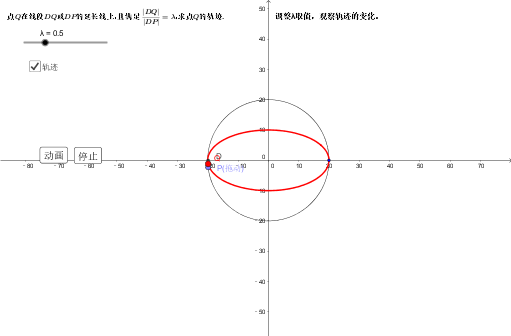 点Q在线段DQ或DP的延长线上,且满足 |DQ|/|DP| = λ,求点Q的轨迹.
调整λ取值，观察轨迹的变化。
λ = 0.5
轨迹
动画 停止
50
40
30
20
10
0
-80 -70 -60 -50 -40 -30 -20 10 20 30 40 50 60 70
Q
P(拖动)
-10
-20
-30
-40
-50